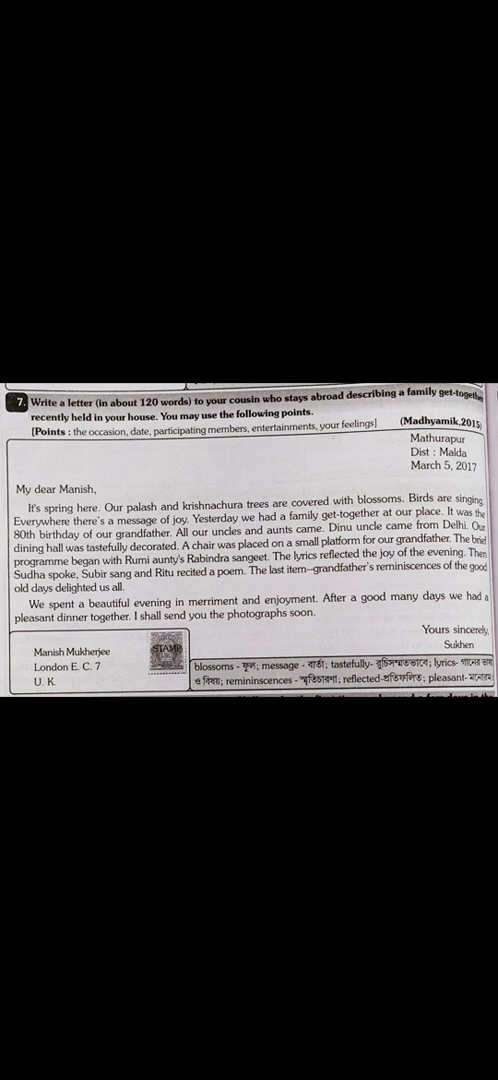 7. Write a letter (in about 120 words) to your cousin who stays abroad describing a family get-together
recently held in your house. You may use the following points.
[Points : the occasion, date, participating members, entertainments, your feelings] (Madhyamik,2015)
Mathurapur
Dist : Malda
March 5, 2017
My dear Manish,
It's spring here. Our palash and krishnachura trees are covered with blossoms. Birds are singing.
Everywhere there's a message of joy. Yesterday we had a family get-together at our place. It was the
80th birthday of our grandfather. All our uncles and aunts came. Dinu uncle came from Delhi. Our
dining hall was tastefully decorated. A chair was placed on a small platform for our grandfather. The brief
programme began with Rumi aunty's Rabindra sangeet. The lyrics reflected the joy of the evening. Then
Sudha spoke, Subir sang and Ritu recited a poem. The last item--grandfather's reminiscences of the good
old days delighted us all.
We spent a beautiful evening in merriment and enjoyment. After a good many days we had a
pleasant dinner together. I shall send you the photographs soon.
Yours sincerely,
Sukhen
Manish Mukherjee
London E. C. 7
U. K.
STAMP
blossoms - ফুল; message - বার্তা; tastefully- রুচিসম্মতভাবে; lyrics- গানের ভাষা
ও বিষয়; remininscences - স্মৃতিচারণা; reflected-প্রতিফলিত; pleasant- মনোরম